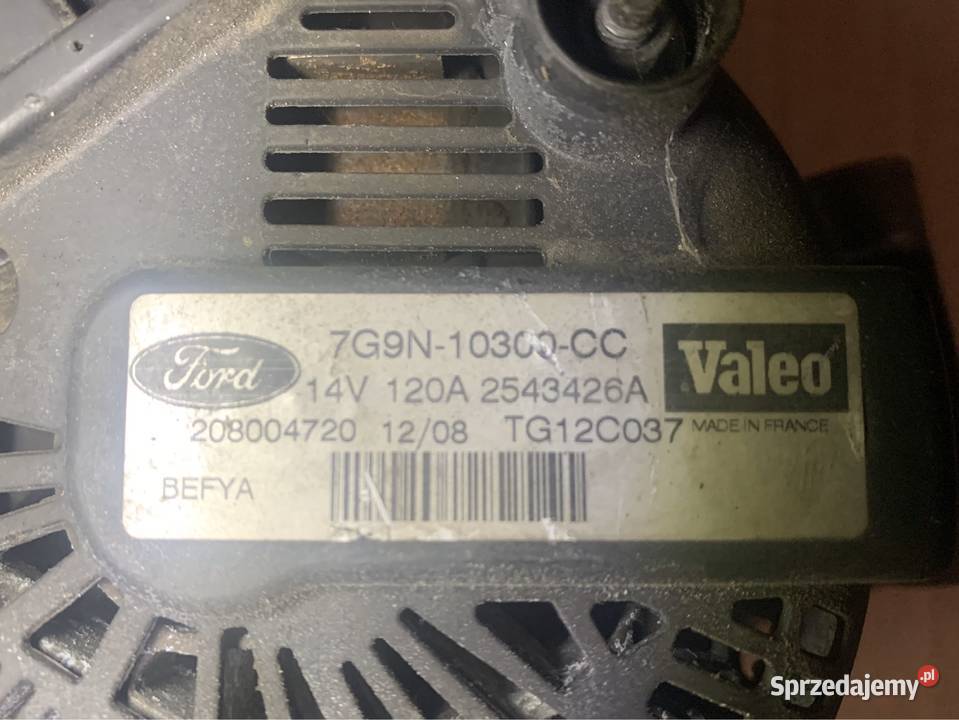 7G9N-10300-CC
Ford
Valeo
14V 120A 2543426A
208004720 12/08 TG12C037 MADE IN FRANCE
BEFYA
Sprzedajemy.pl